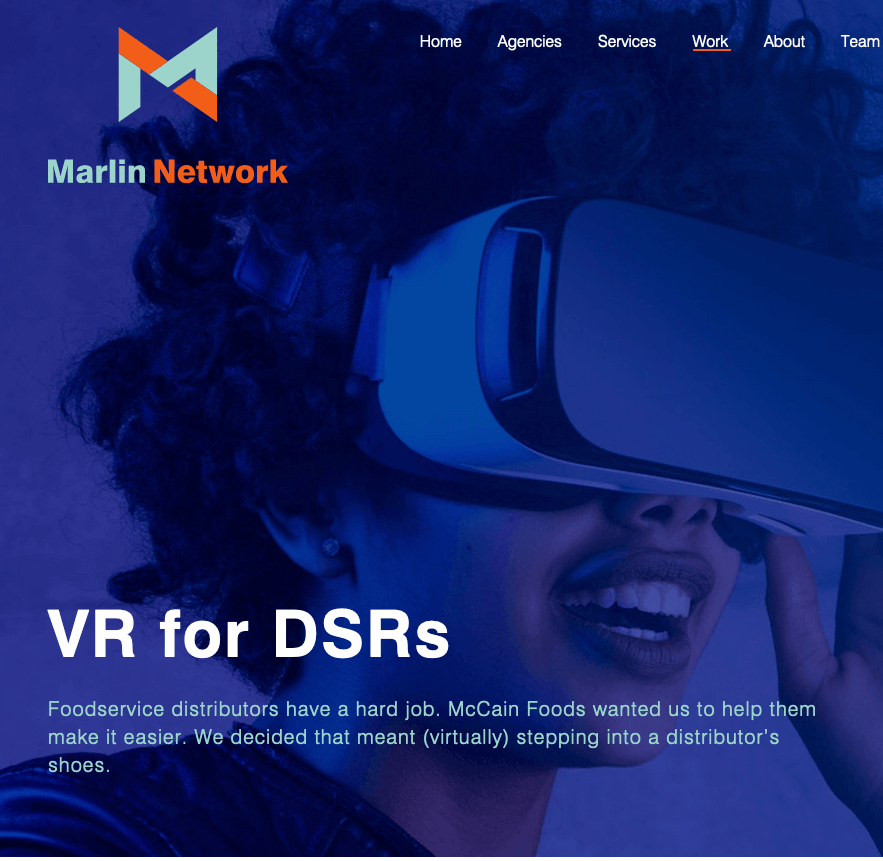 Home Agencies Services Work About Team
Marlin Network
VR for DSRs
Foodservice distributors have a hard job. McCain Foods wanted us to help them
make it easier. We decided that meant (virtually) stepping into a distributor's
shoes.